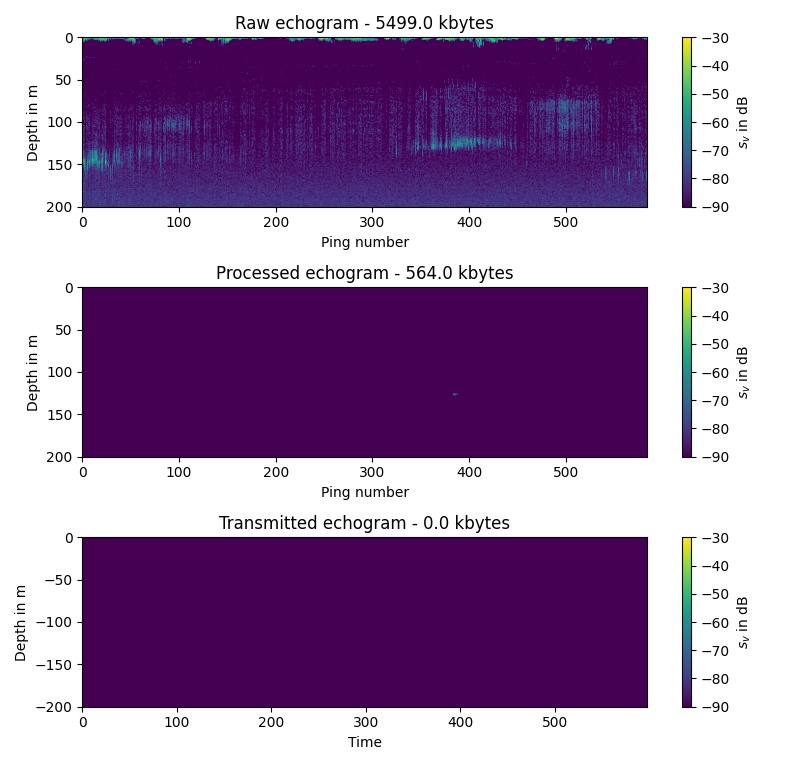 Raw echogram - 5499.0 kbytes
0
50
100
150
200
Depth in m
0 100 200 300 400 500
Ping number
−30
−40
−50
−60
−70
−80
−90
sv in dB
Processed echogram - 564.0 kbytes
0
50
100
150
200
Depth in m
0 100 200 300 400 500
Ping number
−30
−40
−50
−60
−70
−80
−90
sv in dB
Transmitted echogram - 0.0 kbytes
0
−50
−100
−150
−200
Depth in m
0 100 200 300 400 500
Time
−30
−40
−50
−60
−70
−80
−90
sv in dB